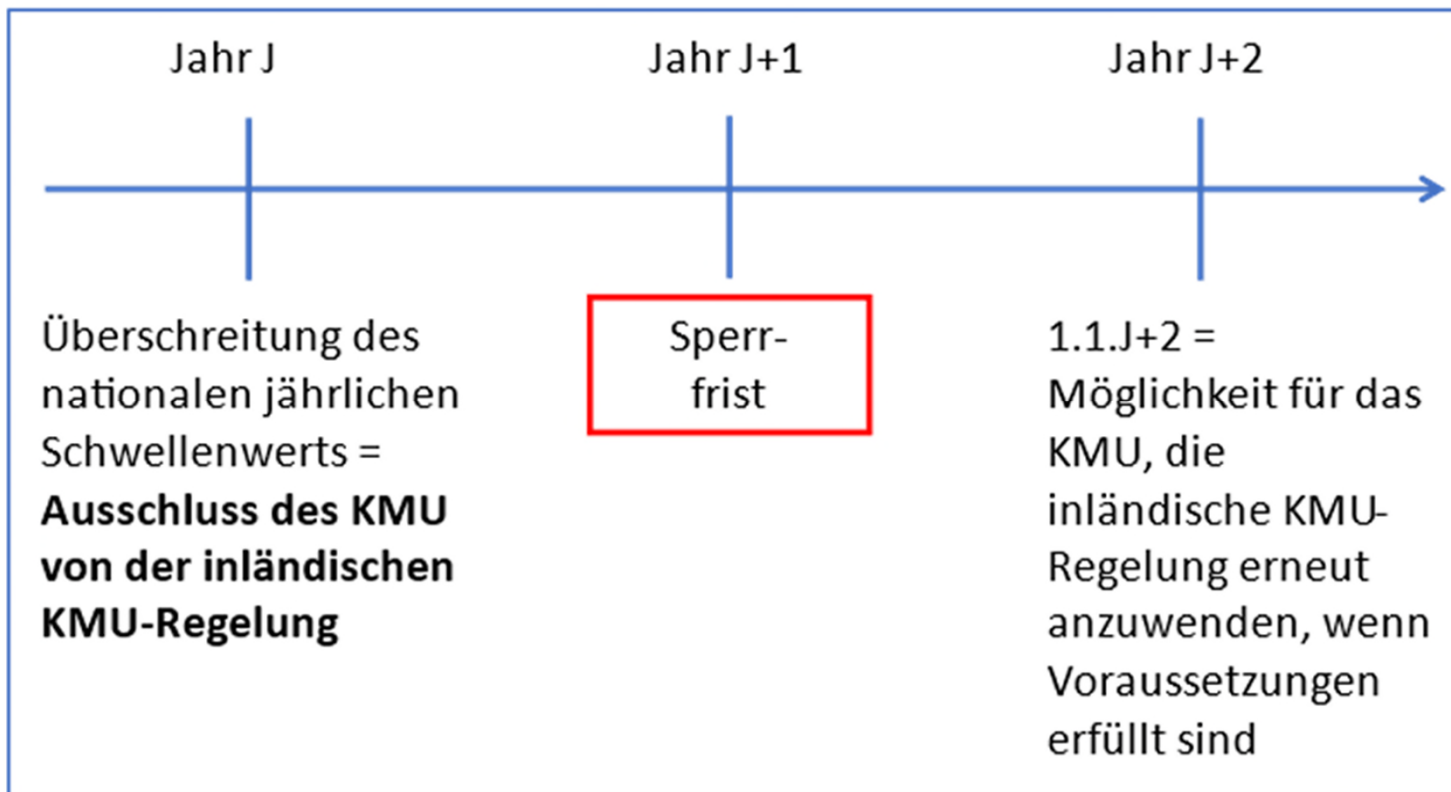 Jahr J
Jahr J+1
Jahr J+2
Überschreitung des
nationalen jährlichen
Schwellenwerts =
Ausschluss des KMU
von der inländischen
KMU-Regelung
Sperr-
frist
1.1.J+2 =
Möglichkeit für das
KMU, die
inländische KMU-
Regelung erneut
anzuwenden, wenn
Voraussetzungen
erfüllt sind